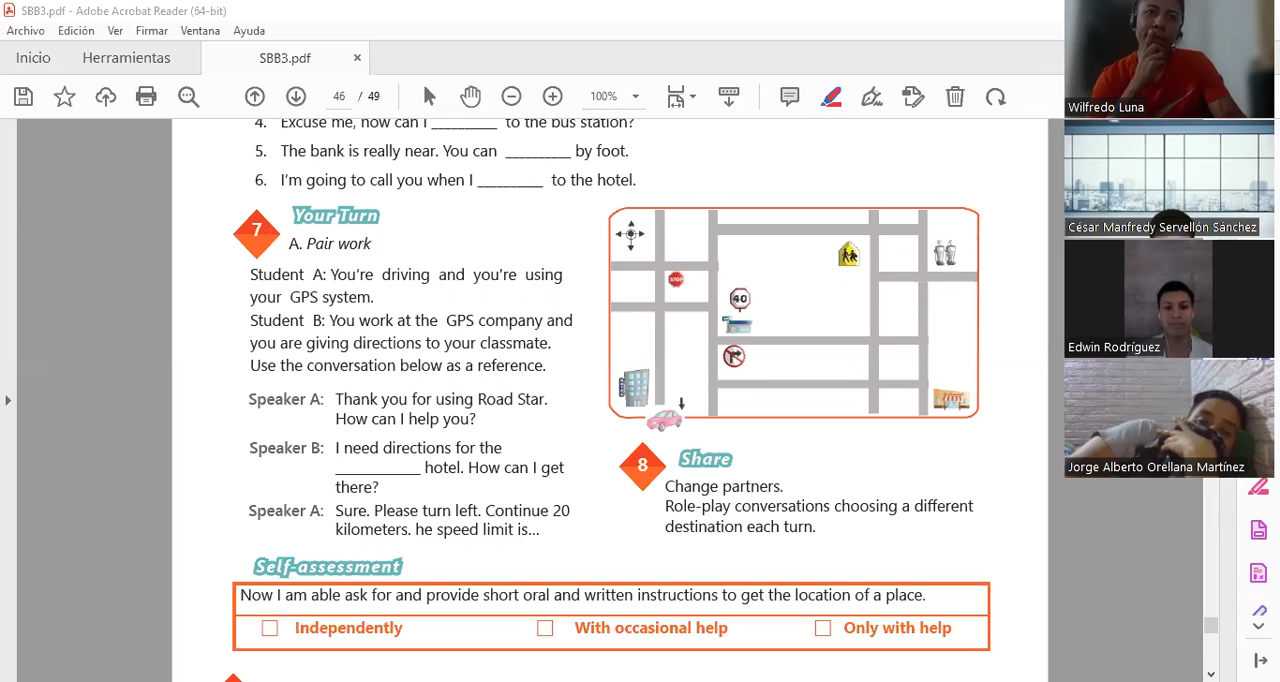 SBB3.pdf - Adobe Acrobat Reader (64-bit)
Archivo Edición Ver Firmar Ventana Ayuda
Inicio Herramientas SBB3.pdf ×
46 / 49 100%
4. Excuse me, how can I __________ to the bus station?
5. The bank is really near. You can __________ by foot.
6. I'm going to call you when I __________ to the hotel.
7 Your Turn
A. Pair work
Student A: You're driving and you're using
your GPS system.
Student B: You work at the GPS company and
you are giving directions to your classmate.
Use the conversation below as a reference.
Speaker A: Thank you for using Road Star.
How can I help you?
Speaker B: I need directions for the
_____________ hotel. How can I get
there?
Speaker A: Sure. Please turn left. Continue 20
kilometers. he speed limit is...
STOP
40
8 Share
Change partners.
Role-play conversations choosing a different
destination each turn.
Self-assessment
Now I am able ask for and provide short oral and written instructions to get the location of a place.
Independently With occasional help Only with help
Wilfredo Luna
César Manfredy Servellón Sánchez
Edwin Rodríguez
Jorge Alberto Orellana Martínez